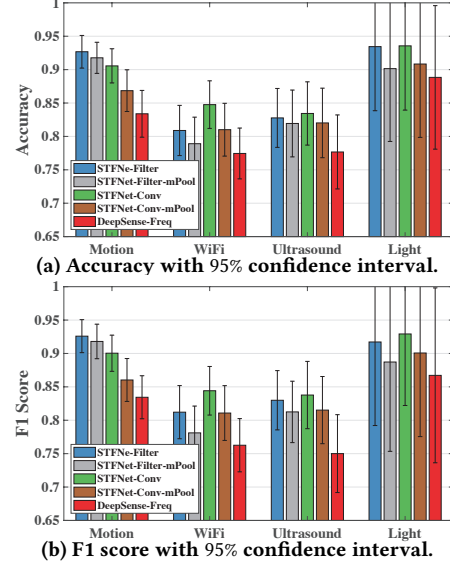 1
0.95
0.9
0.85
0.8
0.75
0.7
0.65
Accuracy
STFNe-Filter
STFNet-Filter-mPool
STFNet-Conv
STFNet-Conv-mPool
DeepSense-Freq
Motion WiFi Ultrasound Light
(a) Accuracy with 95% confidence interval.
1
0.95
0.9
0.85
0.8
0.75
0.7
0.65
F1 Score
STFNe-Filter
STFNet-Filter-mPool
STFNet-Conv
STFNet-Conv-mPool
DeepSense-Freq
Motion WiFi Ultrasound Light
(b) F1 score with 95% confidence interval.